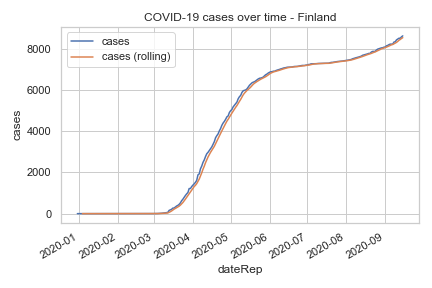 COVID-19 cases over time - Finland
cases
cases (rolling)
8000
6000
4000
2000
0
cases
2020-01
2020-02
2020-03
2020-04
2020-05
2020-06
2020-07
2020-08
2020-09
dateRep